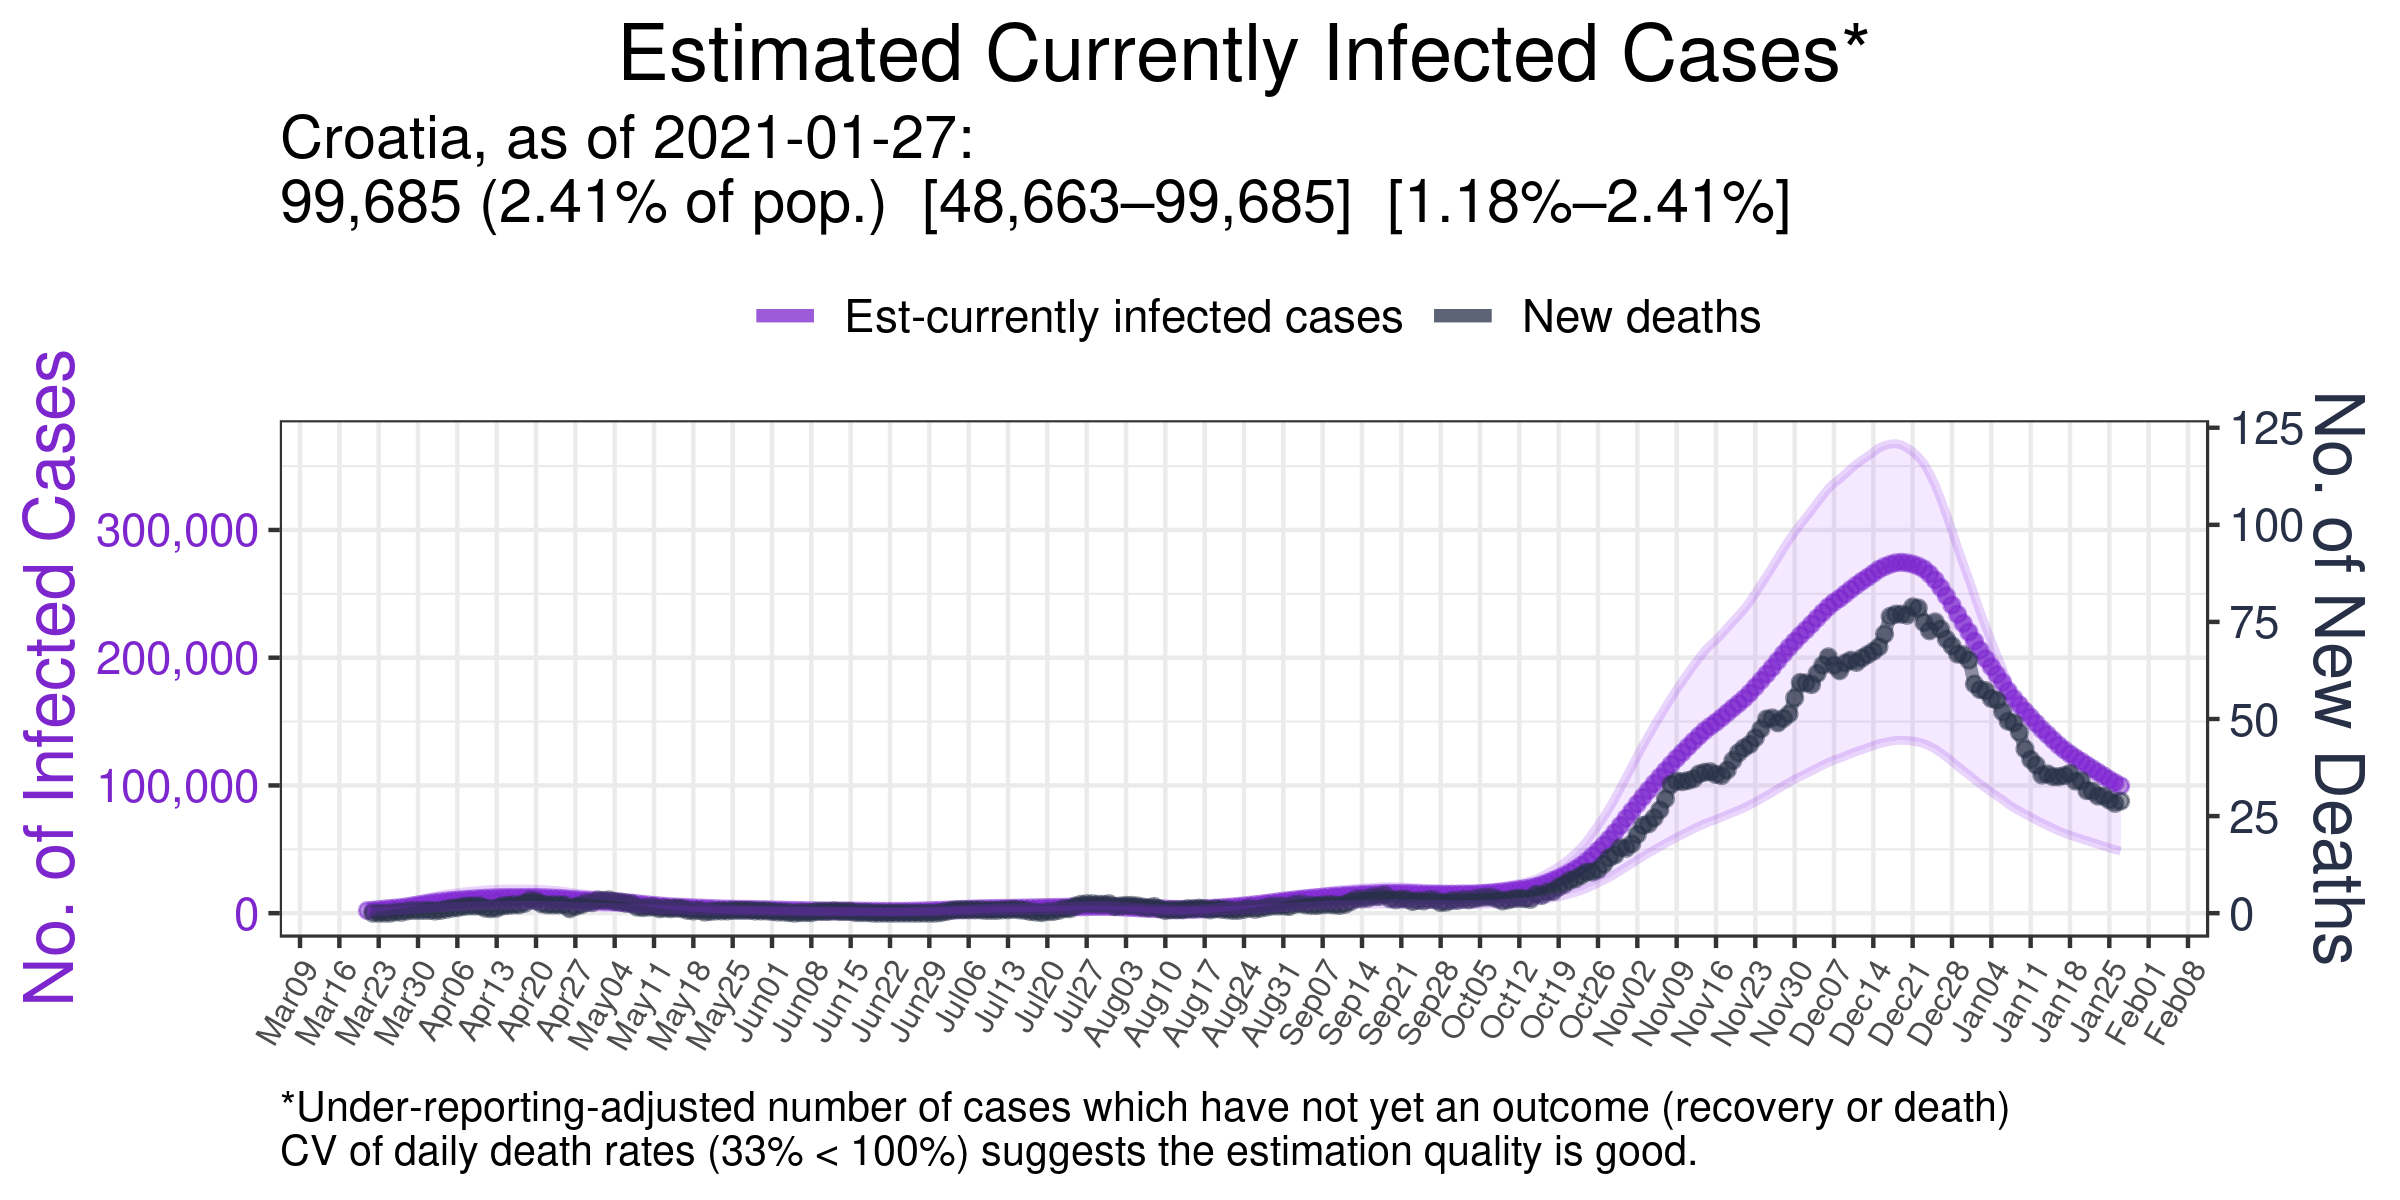 Estimated Currently Infected Cases*
Croatia, as of 2021-01-27:
99,685 (2.41% of pop.) [48,663–99,685] [1.18%–2.41%]
Est-currently infected cases New deaths
No. of Infected Cases
300,000
200,000
100,000
0
125
100
75
50
25
0
No. of New Deaths
Mar09 Mar16 Mar23 Mar30 Apr06 Apr13 Apr20 Apr27 May04 May11 May18 May25 Jun01 Jun08 Jun15 Jun22 Jun29 Jul06 Jul13 Jul20 Jul27 Aug03 Aug10 Aug17 Aug24 Aug31 Sep07 Sep14 Sep21 Sep28 Oct05 Oct12 Oct19 Oct26 Nov02 Nov09 Nov16 Nov23 Nov30 Dec07 Dec14 Dec21 Dec28 Jan04 Jan11 Jan18 Jan25 Feb01 Feb08
*Under-reporting-adjusted number of cases which have not yet an outcome (recovery or death)
CV of daily death rates (33% < 100%) suggests the estimation quality is good.